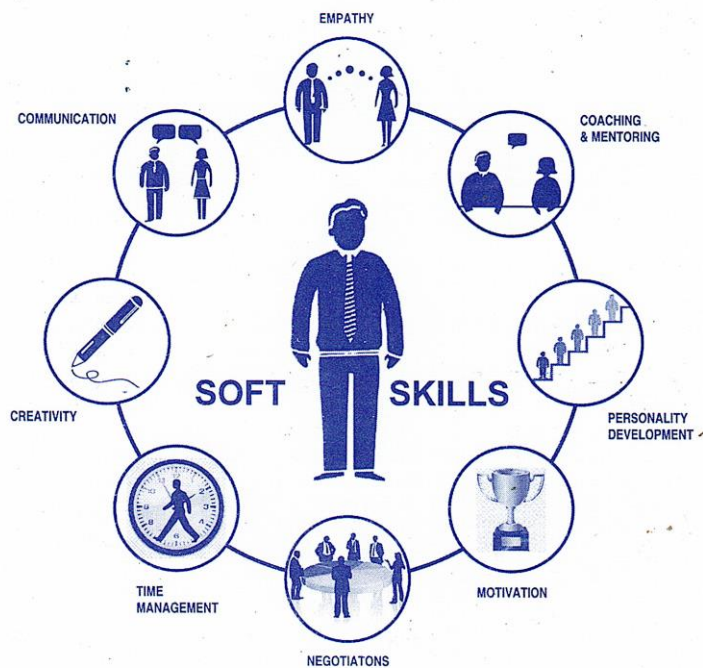 EMPATHY
COMMUNICATION
COACHING
& MENTORING
SOFT SKILLS
CREATIVITY
PERSONALITY
DEVELOPMENT
TIME
MANAGEMENT
MOTIVATION
NEGOTIATONS